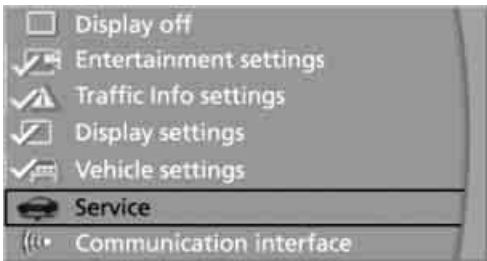 Display off
Entertainment settings
Traffic Info settings
Display settings
Vehicle settings
Service
Communication interface